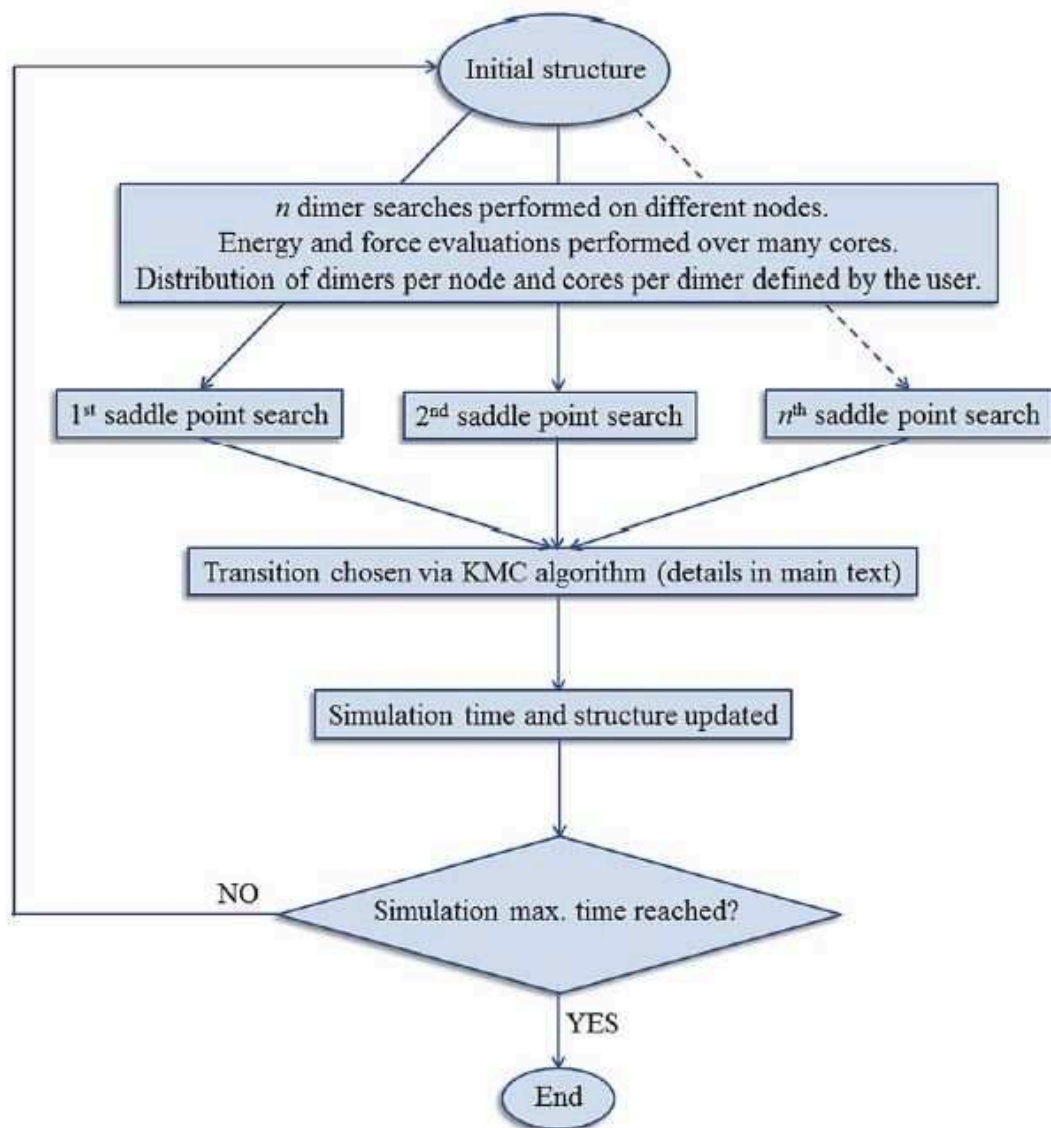 Initial structure
n dimer searches performed on different nodes.
Energy and force evaluations performed over many cores.
Distribution of dimers per node and cores per dimer defined by the user.
1st saddle point search
2nd saddle point search
nth saddle point search
Transition chosen via KMC algorithm (details in main text)
Simulation time and structure updated
NO
Simulation max. time reached?
YES
End